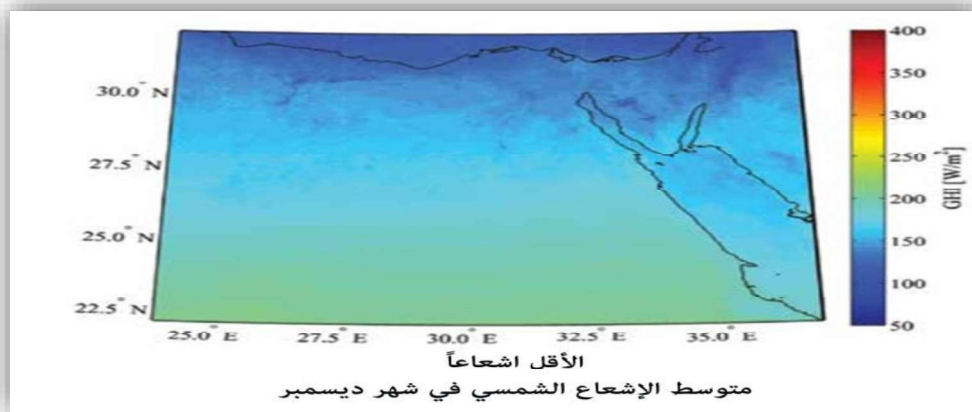 400
350
300
250
200
150
100
50
GHI [W/m²]
30.0° N
27.5° N
25.0° N
22.5° N
25.0° E
27.5° E
30.0° E
32.5° E
35.0° E
الأقل اشعاعاً
متوسط الإشعاع الشمسي في شهر ديسمبر